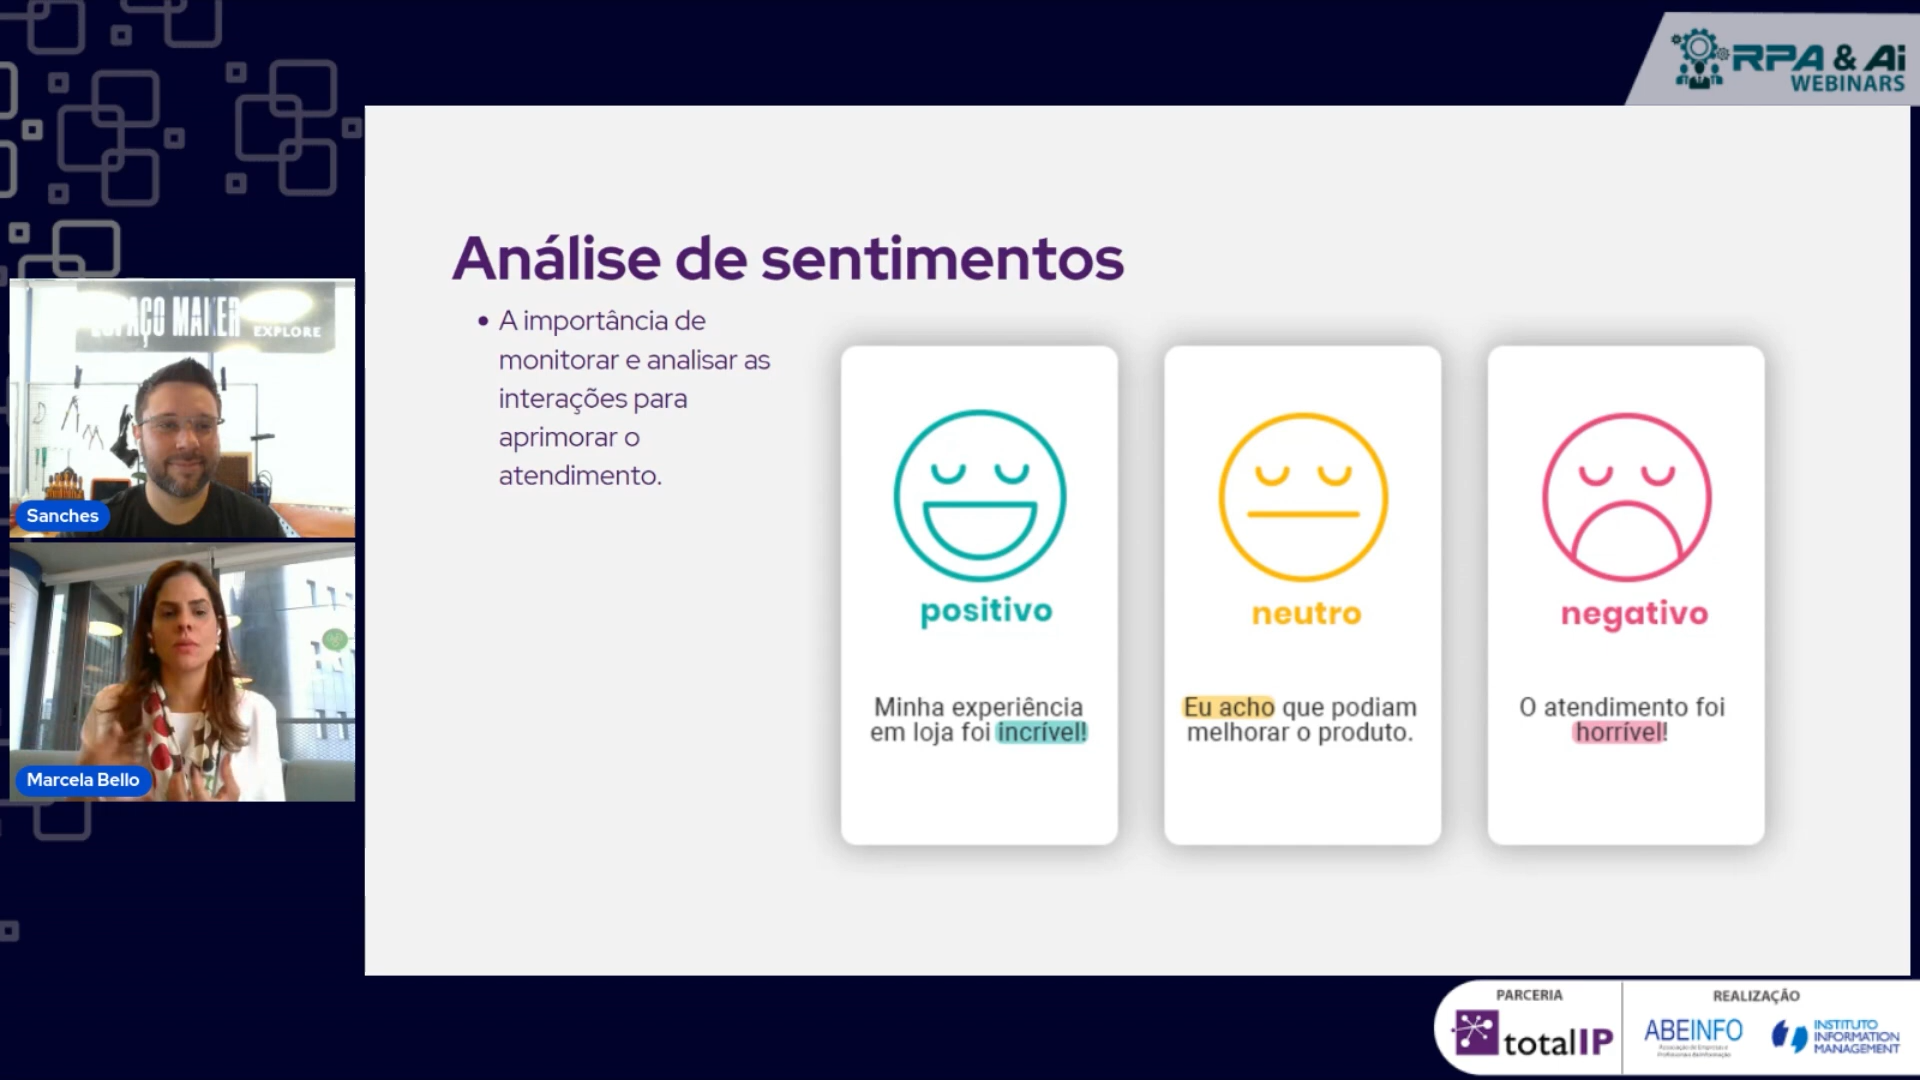 RPA & Ai
WEBINARS
Análise de sentimentos
• A importância de
monitorar e analisar as
interações para
aprimorar o
atendimento.
positivo
Minha experiência
em loja foi incrível!
neutro
Eu acho que podiam
melhorar o produto.
negativo
O atendimento foi
horrível!
MAKER
EXPLORE
Sanches
Marcela Bello
PARCERIA
totalIP
REALIZAÇÃO
ABEINFO
INSTITUTO
INFORMATION
MANAGEMENT